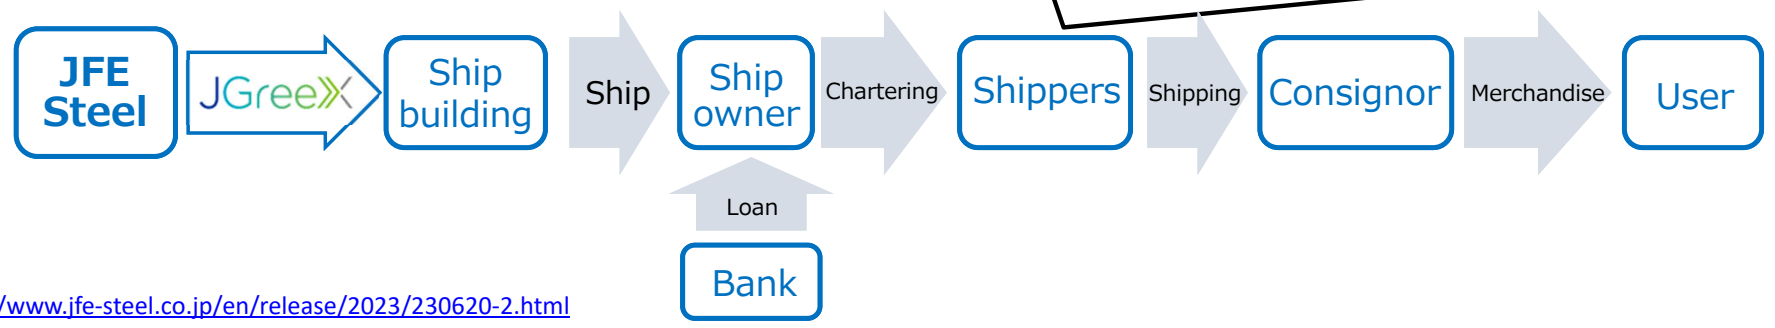 JFE
Steel
JGreeX
Ship
building
Ship
Ship
owner
Chartering
Shippers
Shipping
Consignor
Merchandise
User
Loan
Bank
/www.jfe-steel.co.jp/en/release/2023/230620-2.html